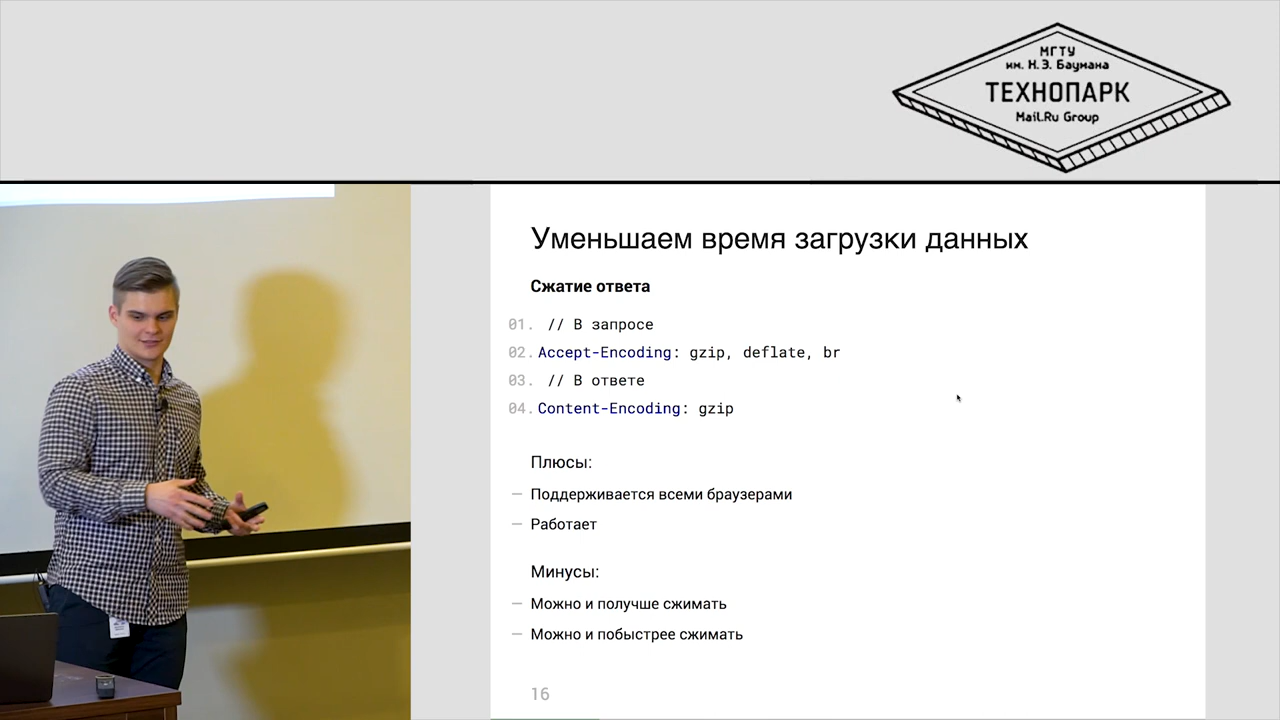 МГТУ
им. Н.Э. Баумана
ТЕХНОПАРК
Mail.Ru Group
Уменьшаем время загрузки данных
Сжатие ответа
01. // В запросе
02. Accept-Encoding: gzip, deflate, br
03. // В ответе
04. Content-Encoding: gzip
Плюсы:
— Поддерживается всеми браузерами
— Работает
Минусы:
— Можно и получше сжимать
— Можно и побыстрее сжимать
16